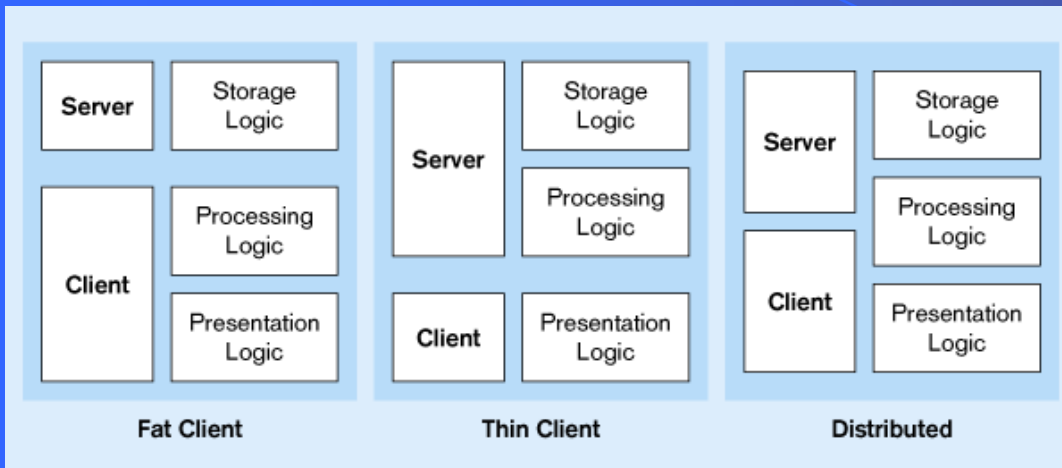 Server
Storage
Logic
Client
Processing
Logic
Presentation
Logic
Fat Client
Server
Storage
Logic
Processing
Logic
Client
Presentation
Logic
Thin Client
Server
Storage
Logic
Processing
Logic
Client
Presentation
Logic
Distributed